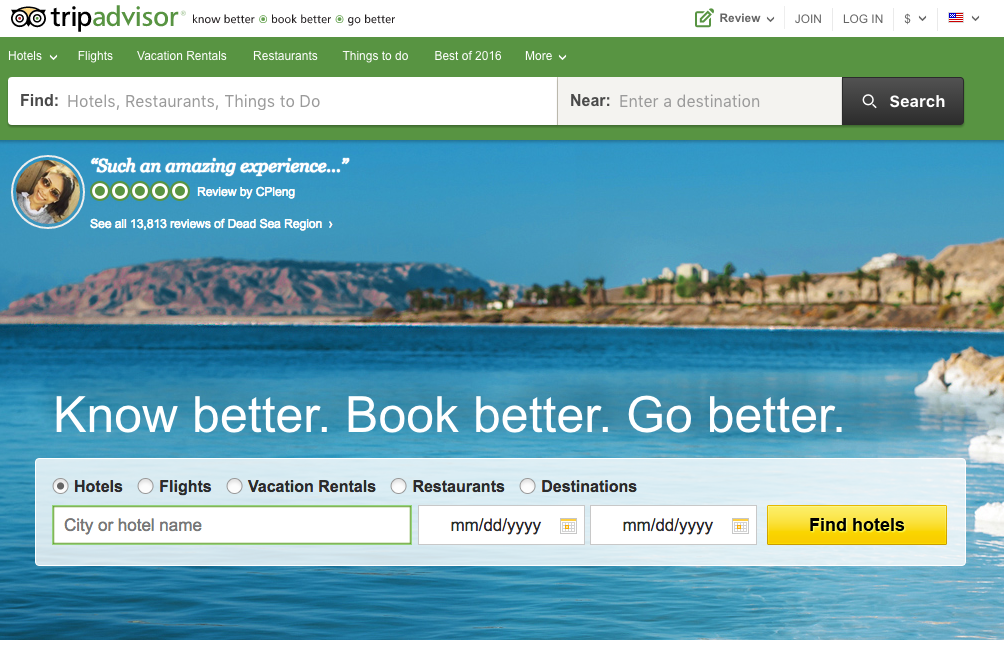 tripadvisor® know better book better go better
Review JOIN LOG IN $
Hotels Flights Vacation Rentals Restaurants Things to do Best of 2016 More
Find: Hotels, Restaurants, Things to Do Near: Enter a destination Search
“Such an amazing experience...”
Review by CPleng
See all 13,813 reviews of Dead Sea Region ›
Know better. Book better. Go better.
Hotels Flights Vacation Rentals Restaurants Destinations
City or hotel name mm/dd/yyyy mm/dd/yyyy Find hotels